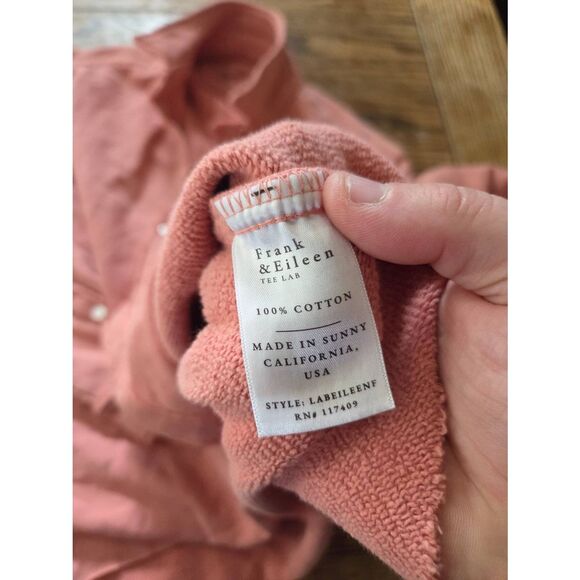 Frank
&Eileen
TEE LAB
100% COTTON
MADE IN SUNNY
CALIFORNIA,
USA
STYLE: LABEILEENF
RN# 117409